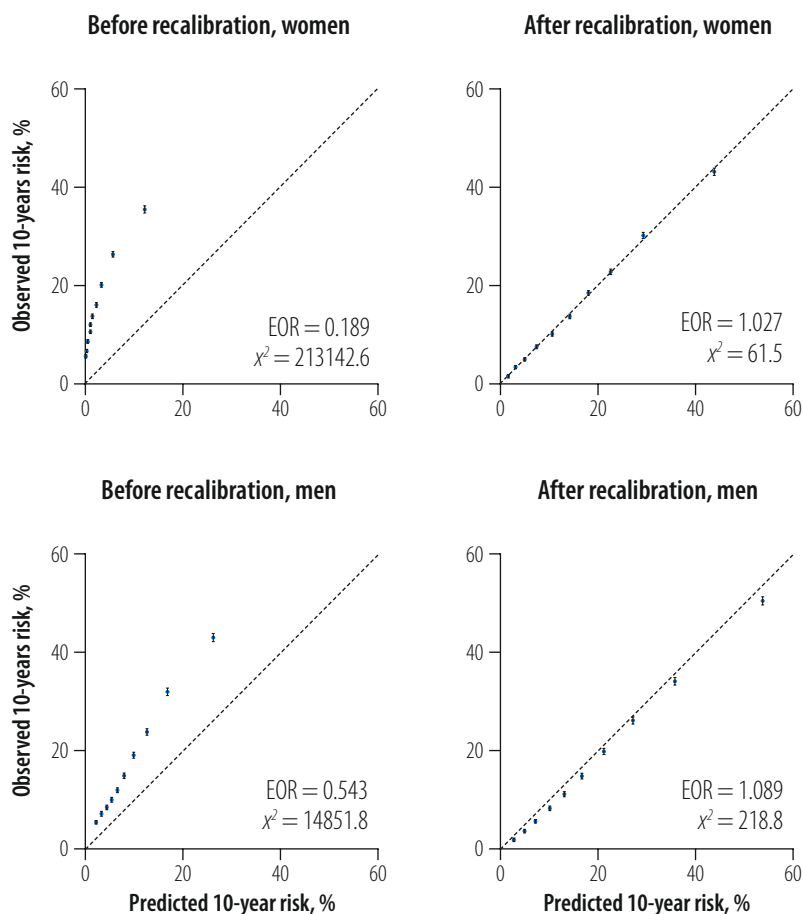 Before recalibration, women
After recalibration, women
Observed 10-years risk, %
60
40
20
0
0
20
40
60
EOR = 0.189
x² = 213142.6
60
40
20
0
0
20
40
60
EOR = 1.027
x² = 61.5
Before recalibration, men
After recalibration, men
Observed 10-years risk, %
60
40
20
0
0
20
40
60
EOR = 0.543
x² = 14851.8
Predicted 10-year risk, %
60
40
20
0
0
20
40
60
EOR = 1.089
x² = 218.8
Predicted 10-year risk, %